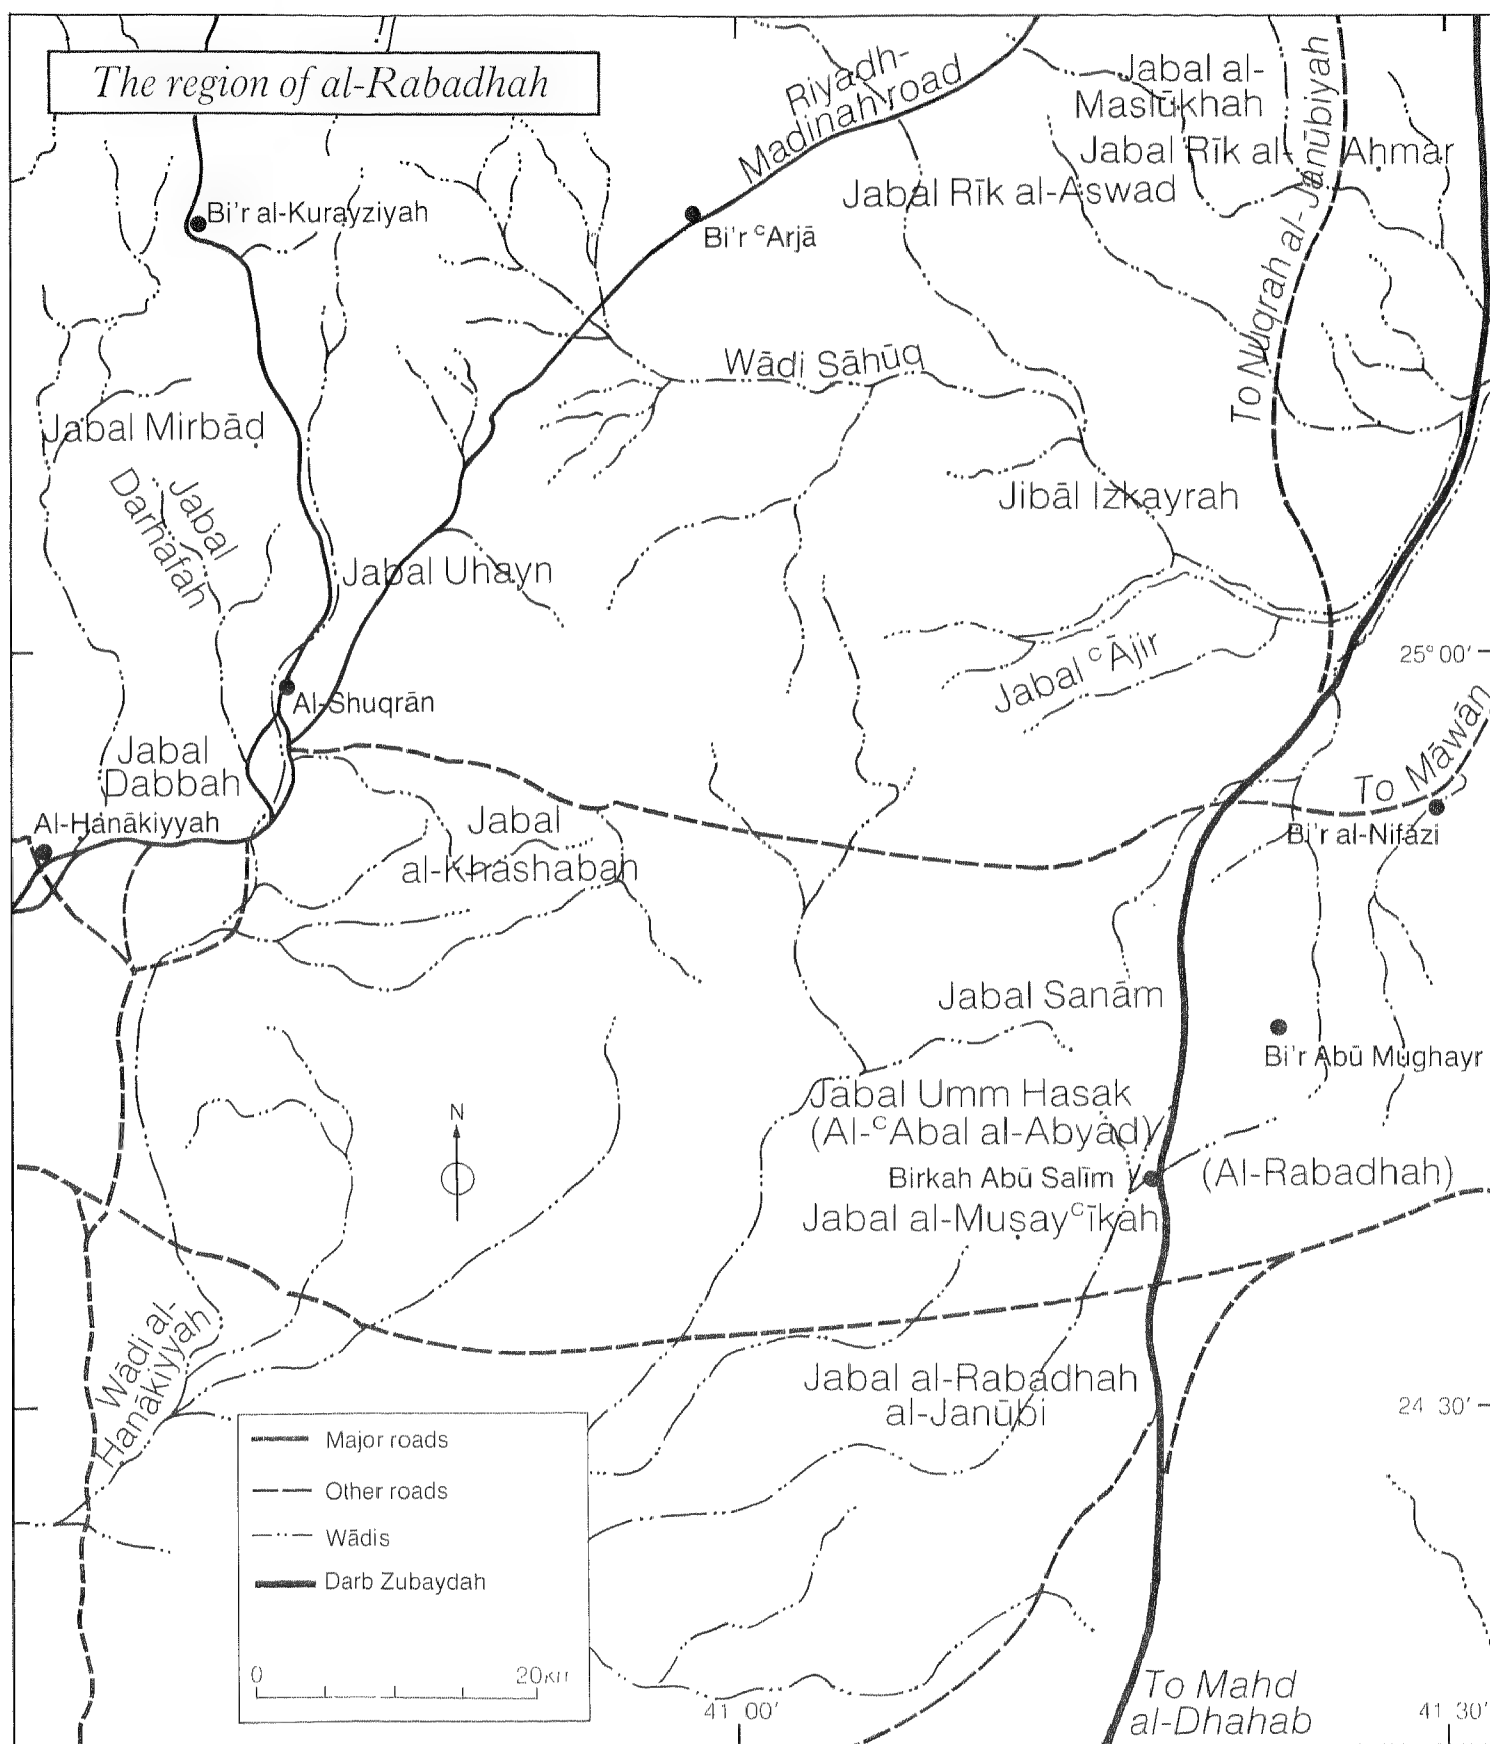 The region of al-Rabadhah
Riyadh-
Madinah road
Jabal al-
Maslūkhah
Jabal Rīk al-Ahmar
Jabal Rīk al-Aswad
To Nuqrah al-Janūbiyah
Bi'r al-Kurayziyah
Bi'r ᶜArjā
Wādi Sāhūq
Jabal Mirbāḍ
Jabal
Darhafah
Jibāl Izkayrah
Jabal Uhayn
Jabal ᶜĀjir
25° 00'
Al-Shuqrān
To Māwān
Jabal
Dabbah
Al-Hanākiyyah
Jabal
al-Khashabah
Bi'r al-Nifāzi
Jabal Sanām
Bi'r Abū Mughayr
Jabal Umm Hasak
(Al-ᶜAbal al-Abyad)
N
Birkah Abū Salīm
(Al-Rabadhah)
Jabal al-Muṣayᶜīkah
Wādi al-
Hanākiyyah
Jabal al-Rabadhah
al-Janūbi
24 30'
Major roads
Other roads
Wādis
Darb Zubaydah
0 20km
To Mahd
al-Dhahab
41 00'
41 30'